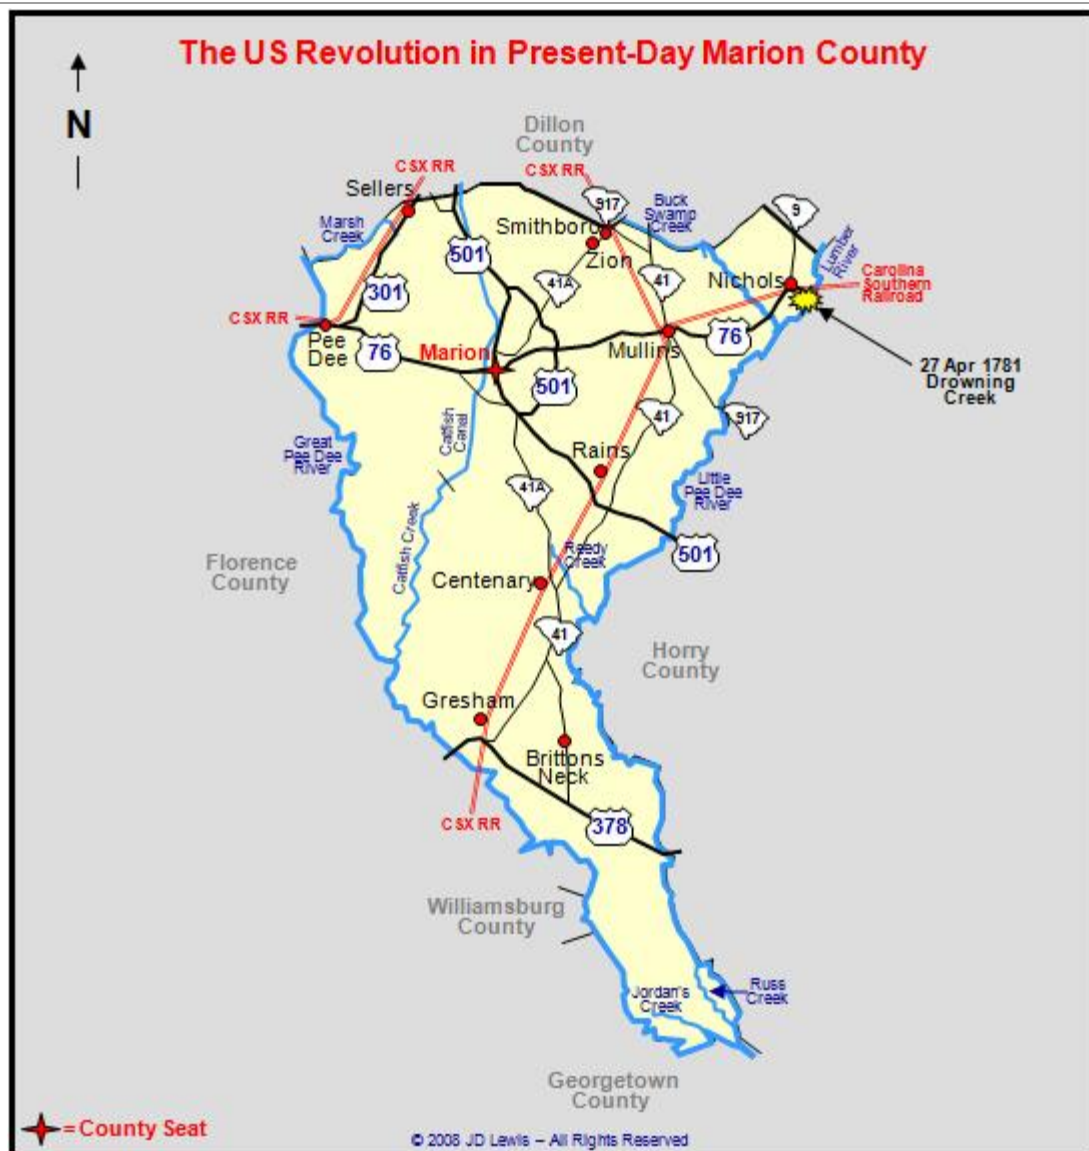 The US Revolution in Present-Day Marion County
N
Dillon
County
CSX RR
CSX RR
Sellers
917
9
Buck
Swamp
Creek
Marsh
Creek
Smithboro
Zion
Lumber
River
501
41A
41
Nichols
Carolina
Southern
Railroad
301
CSX RR
Pee
Dee
76
Marion
Mullins
76
27 Apr 1781
Drowning
Creek
501
41
917
Catfish
Canal
Great
Pee Dee
River
Rains
41A
Little
Pee Dee
River
Catfish Creek
Reedy
Creek
501
Florence
County
Centenary
41
Horry
County
Gresham
Brittons
Neck
CSX RR
378
Williamsburg
County
Jordan's
Creek
Russ
Creek
Georgetown
County
= County Seat
© 2008 JD Lewis – All Rights Reserved